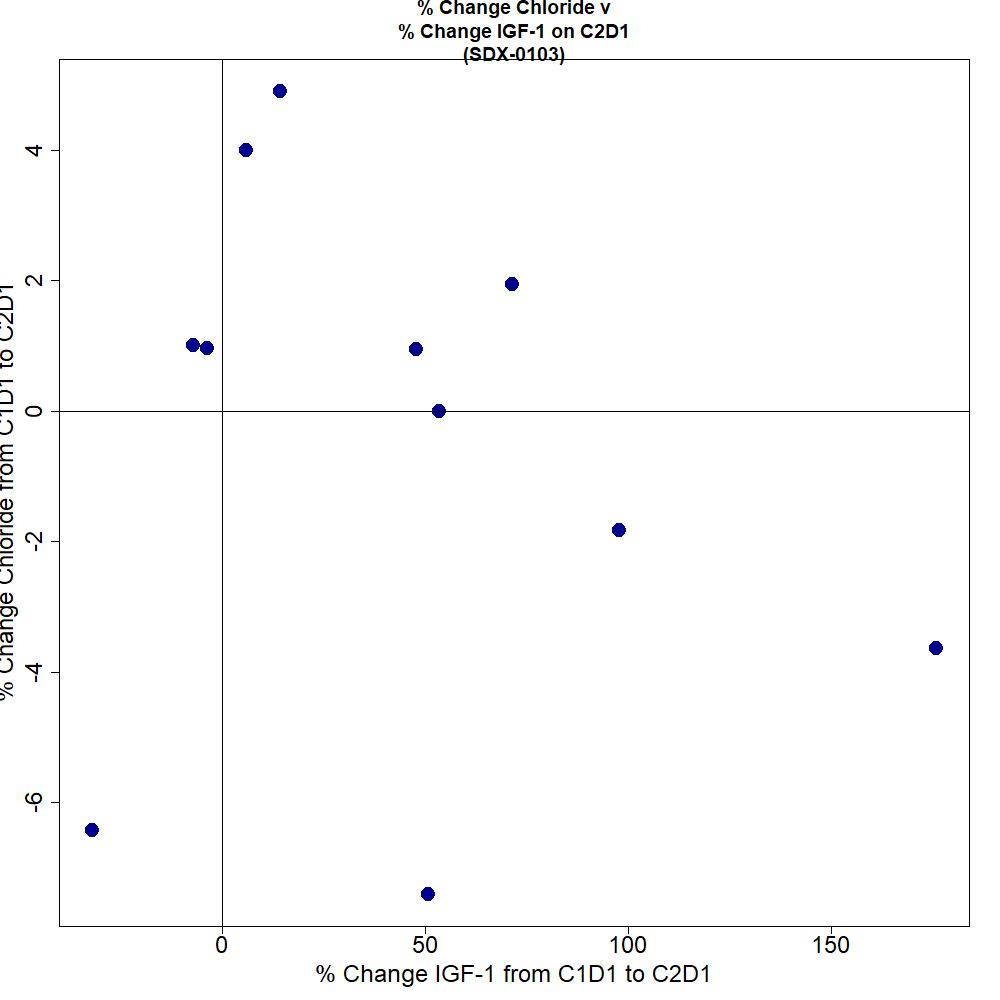 % Change Chloride v
% Change IGF-1 on C2D1
(SDX-0103)
% Change Chloride from C1D1 to C2D1
4
2
0
-2
-4
-6
0
50
100
150
% Change IGF-1 from C1D1 to C2D1